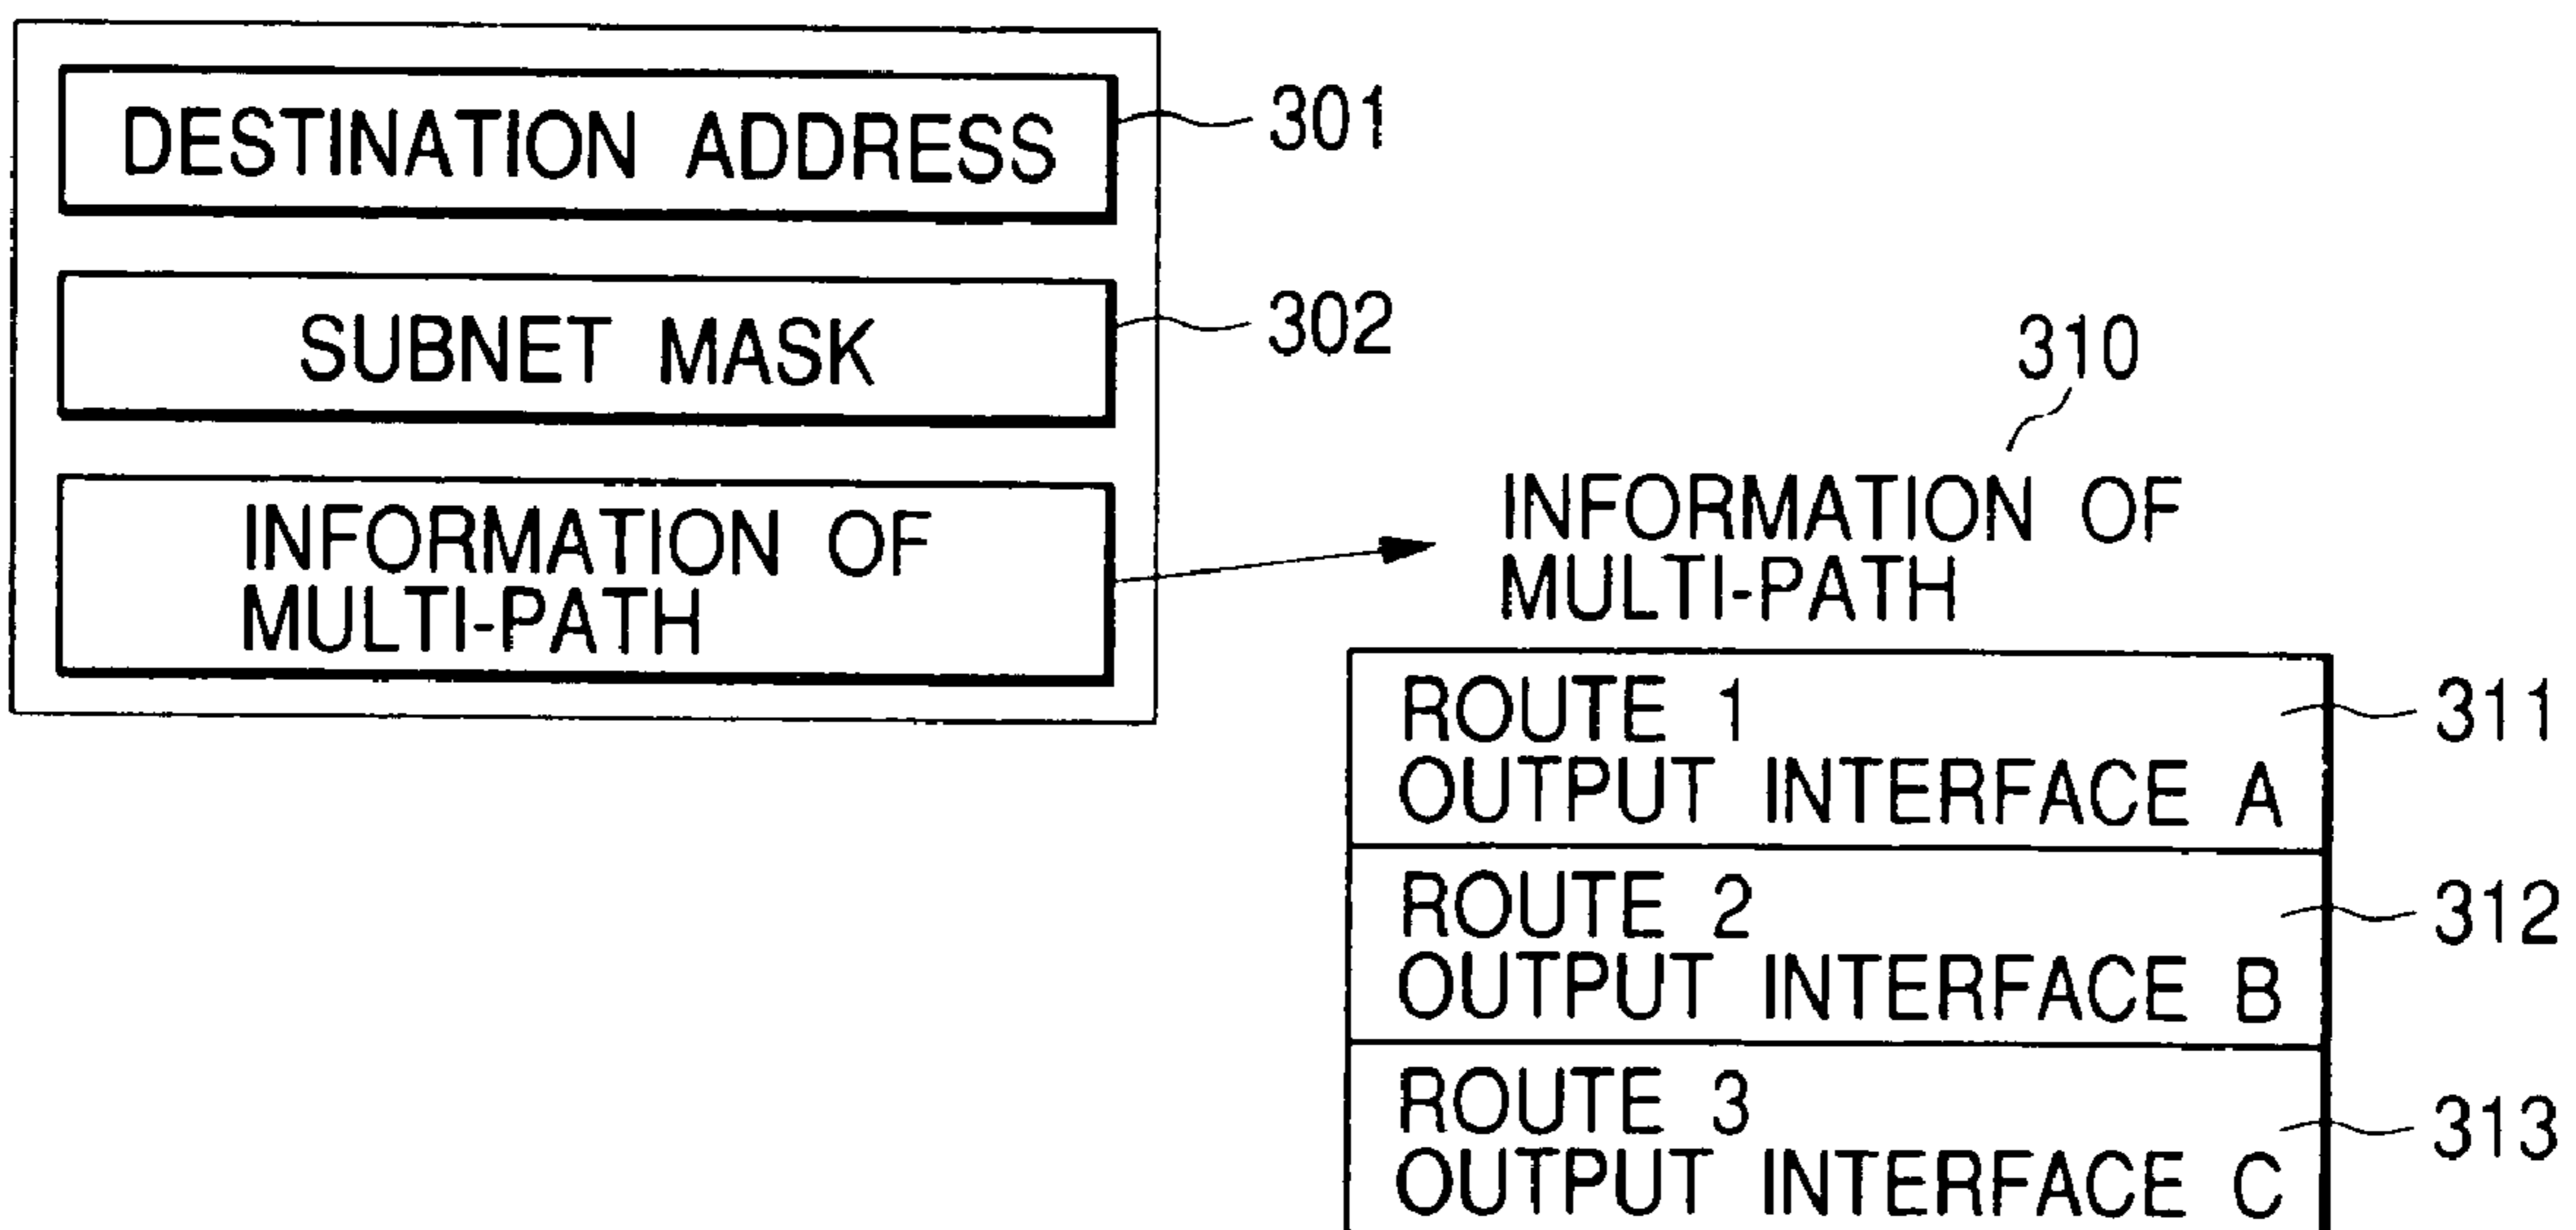 DESTINATION ADDRESS
301
SUBNET MASK
302
INFORMATION OF
MULTI-PATH
310
INFORMATION OF
MULTI-PATH
ROUTE 1
OUTPUT INTERFACE A
311
ROUTE 2
OUTPUT INTERFACE B
312
ROUTE 3
OUTPUT INTERFACE C
313